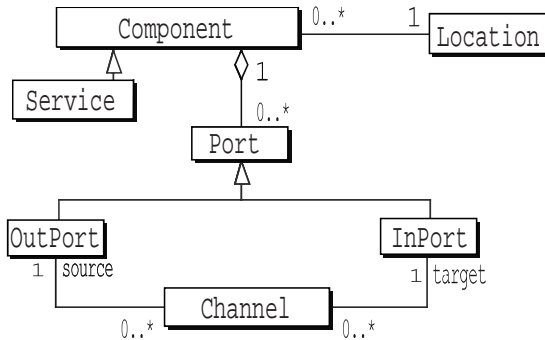 Component
0..*
1
Location
1
Service
0..*
Port
OutPort
InPort
1 source
1 target
Channel
0..*
0..*